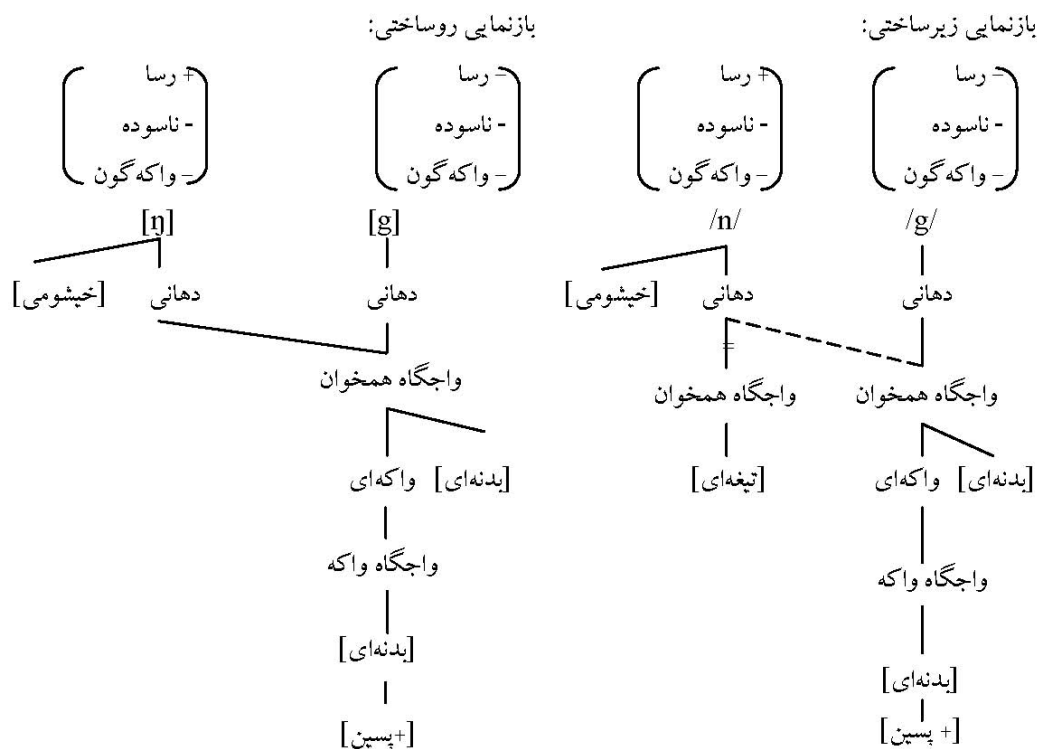 بازنمایی زیرساختی: بازنمایی روساختی:
– رسا + رسا – رسا + رسا
- ناسوده - ناسوده - ناسوده - ناسوده
– واکه‌گون – واکه‌گون – واکه‌گون – واکه‌گون
/g/ /n/ [g] [ŋ]
دهانی دهانی [خیشومی] دهانی دهانی [خیشومی]
واجگاه همخوان واجگاه همخوان واجگاه همخوان
[بدنه‌ای] واکه‌ای [تیغه‌ای] [بدنه‌ای] واکه‌ای
واجگاه واکه واجگاه واکه
[بدنه‌ای] [بدنه‌ای]
[+ پسین] [+پسین]